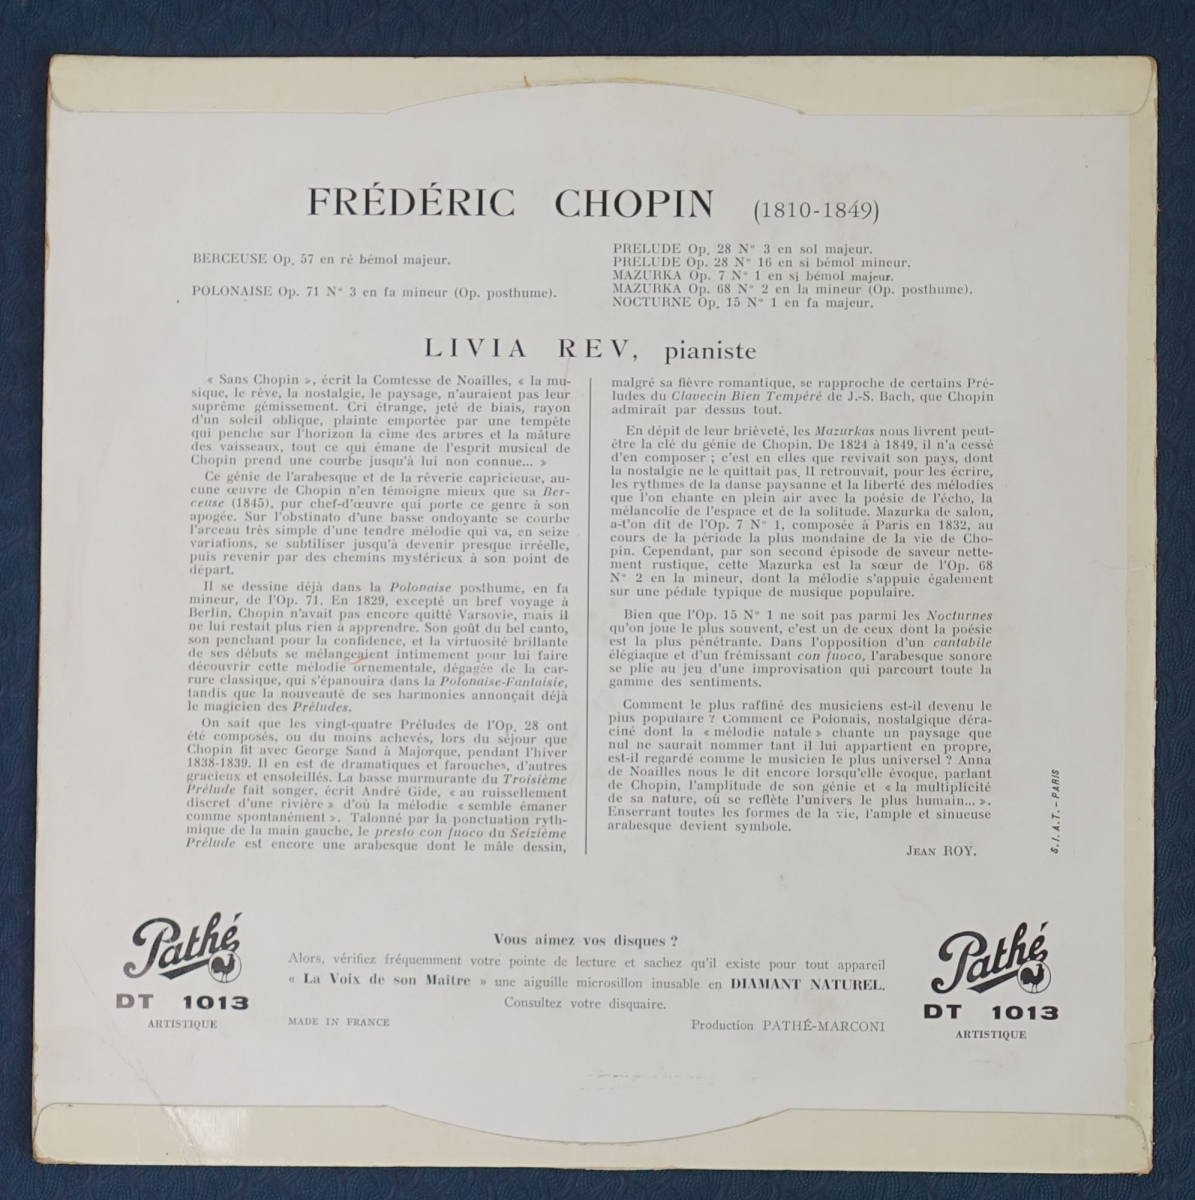 FRÉDÉRIC CHOPIN (1810-1849)
BERCEUSE Op. 57 en ré bémol majeur.
POLONAISE Op. 71 N° 3 en fa mineur (Op. posthume).
PRELUDE Op. 28 N° 3 en sol majeur.
PRELUDE Op. 28 N° 16 en si bémol mineur.
MAZURKA Op. 7 N° 1 en si bémol majeur.
MAZURKA Op. 68 N° 2 en la mineur (Op. posthume).
NOCTURNE Op. 15 N° 1 en fa majeur.
LIVIA REV, pianiste
« Sans Chopin », écrit la Comtesse de Noailles, « la mu-
sique, le rêve, la nostalgie, le paysage, n'auraient pas leur
suprême gémissement. Cri étrange, jeté de biais, rayon
d'un soleil oblique, plainte emportée par une tempête
qui penche sur l'horizon la cime des arbres et la mâture
des vaisseaux, tout ce qui émane de l'esprit musical de
Chopin prend une courbe jusqu'à lui non connue... »
Ce génie de l'arabesque et de la rêverie capricieuse, au-
cune œuvre de Chopin n'en témoigne mieux que sa Ber-
ceuse (1845), pur chef-d'œuvre qui porte ce genre à son
apogée. Sur l'obstinato d'une basse ondoyante se courbe
l'arceau très simple d'une tendre mélodie qui va, en seize
variations, se subtiliser jusqu'à devenir presque irréelle,
puis revenir par des chemins mystérieux à son point de
départ.
Il se dessine déjà dans la Polonaise posthume, en fa
mineur, de l'Op. 71. En 1829, excepté un bref voyage à
Berlin, Chopin n'avait pas encore quitté Varsovie, mais il
ne lui restait plus rien à apprendre. Son goût du bel canto,
son penchant pour la confidence, et la virtuosité brillante
de ses débuts se mélangeaient intimement pour lui faire
découvrir cette mélodie ornementale, dégagée de la car-
rure classique, qui s'épanouira dans la Polonaise-Fantaisie,
tandis que la nouveauté de ses harmonies annonçait déjà
le magicien des Préludes.
On sait que les vingt-quatre Préludes de l'Op. 28 ont
été composés, ou du moins achevés, lors du séjour que
Chopin fit avec George Sand à Majorque, pendant l'hiver
1838-1839. Il en est de dramatiques et farouches, d'autres
gracieux et ensoleillés. La basse murmurante du Troisième
Prélude fait songer, écrit André Gide, « au ruissellement
discret d'une rivière » d'où la mélodie « semble émaner
comme spontanément ». Talonné par la ponctuation ryth-
mique de la main gauche, le presto con fuoco du Seizième
Prélude est encore une arabesque dont le mâle dessin,
malgré sa fièvre romantique, se rapproche de certains Pré-
ludes du Clavecin Bien Tempéré de J.-S. Bach, que Chopin
admirait par dessus tout.
En dépit de leur brièveté, les Mazurkas nous livrent peut-
être la clé du génie de Chopin. De 1824 à 1849, il n'a cessé
d'en composer ; c'est en elles que revivait son pays, dont
la nostalgie ne le quittait pas. Il retrouvait, pour les écrire,
les rythmes de la danse paysanne et la liberté des mélodies
que l'on chante en plein air avec la poésie de l'écho, la
mélancolie de l'espace et de la solitude. Mazurka de salon,
a-t'on dit de l'Op. 7 N° 1, composée à Paris en 1832, au
cours de la période la plus mondaine de la vie de Cho-
pin. Cependant, par son second épisode de saveur nette-
ment rustique, cette Mazurka est la sœur de l'Op. 68
N° 2 en la mineur, dont la mélodie s'appuie également
sur une pédale typique de musique populaire.
Bien que l'Op. 15 N° 1 ne soit pas parmi les Nocturnes
qu'on joue le plus souvent, c'est un de ceux dont la poésie
est la plus pénétrante. Dans l'opposition d'un cantabile
élégiaque et d'un frémissant con fuoco, l'arabesque sonore
se plie au jeu d'une improvisation qui parcourt toute la
gamme des sentiments.
Comment le plus raffiné des musiciens est-il devenu le
plus populaire ? Comment ce Polonais, nostalgique déra-
ciné dont la « mélodie natale » chante un paysage que
nul ne saurait nommer tant il lui appartient en propre,
est-il regardé comme le musicien le plus universel ? Anna
de Noailles nous le dit encore lorsqu'elle évoque, parlant
de Chopin, l'amplitude de son génie et « la multiplicité
de sa nature, où se reflète l'univers le plus humain... ».
Enserrant toutes les formes de la vie, l'ample et sinueuse
arabesque devient symbole.
JEAN ROY.
S.I.A.T. - PARIS
Pathé
DT 1013
ARTISTIQUE
Vous aimez vos disques ?
Alors, vérifiez fréquemment votre pointe de lecture et sachez qu'il existe pour tout appareil
« La Voix de son Maître » une aiguille microsillon inusable en DIAMANT NATUREL.
Consultez votre disquaire.
MADE IN FRANCE
Production PATHÉ-MARCONI
Pathé
DT 1013
ARTISTIQUE